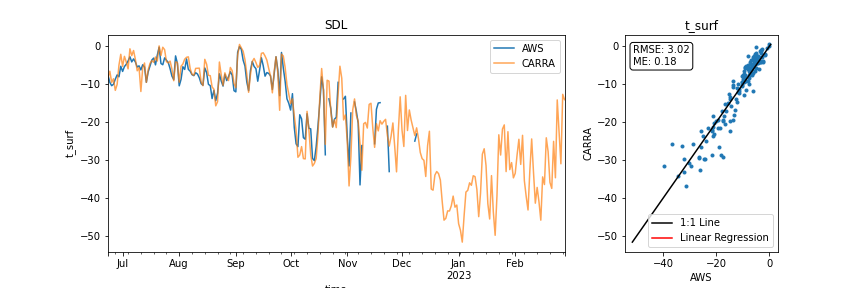 SDL
t_surf
0
−10
−20
−30
−40
−50
t_surf
AWS
CARRA
Jul
Aug
Sep
Oct
Nov
Dec
Jan
2023
Feb
time
t_surf
RMSE: 3.02
ME: 0.18
0
−10
−20
−30
−40
−50
CARRA
1:1 Line
Linear Regression
−40
−20
0
AWS